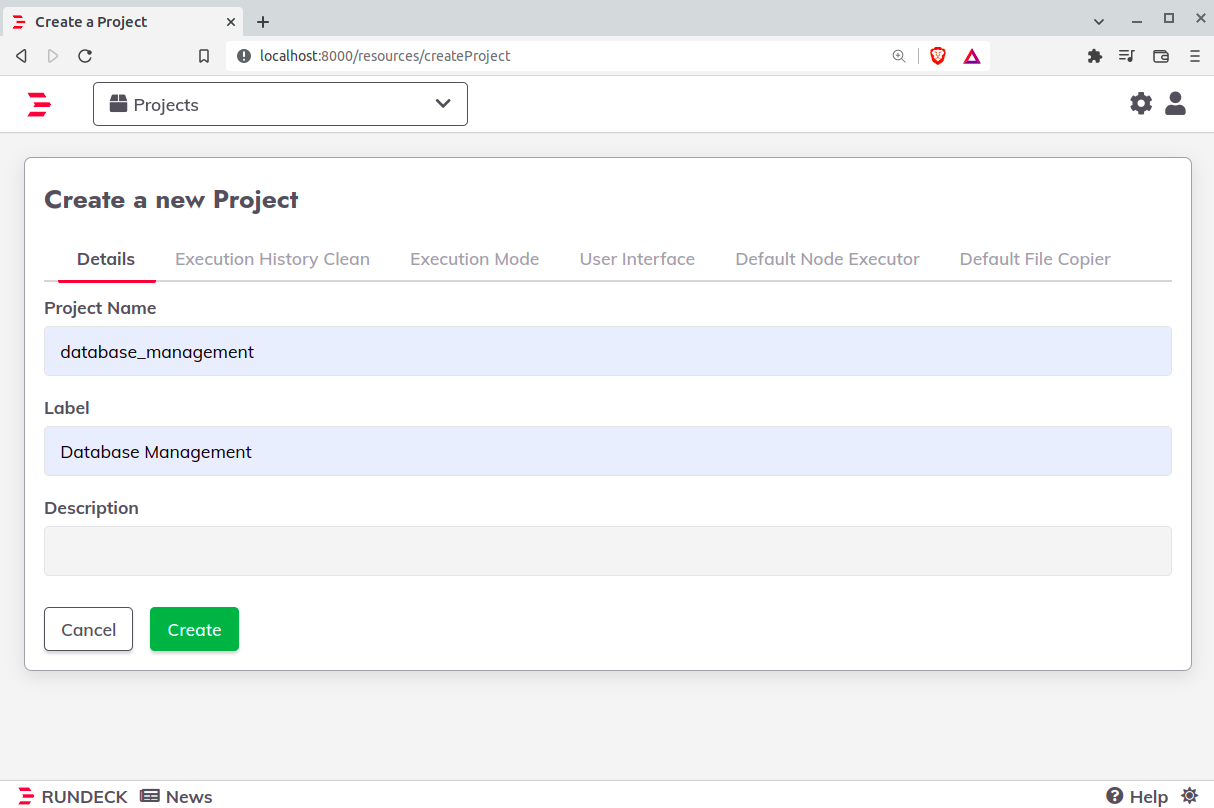 Create a Project
localhost:8000/resources/createProject
Projects
Create a new Project
Details Execution History Clean Execution Mode User Interface Default Node Executor Default File Copier
Project Name
database_management
Label
Database Management
Description
Cancel Create
RUNDECK News Help